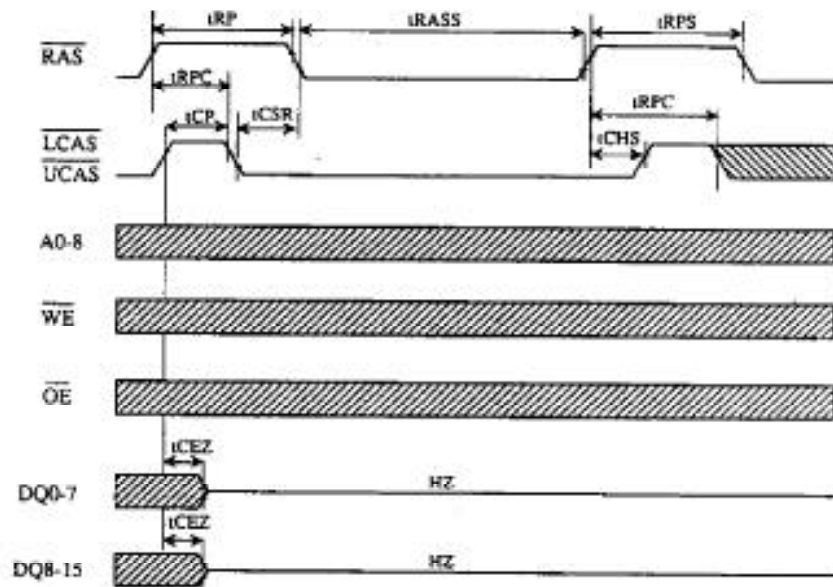 tRP
tRASS
tRPS
RAS
tRPC
tCP
tCSR
tRPC
tCHS
LCAS
UCAS
A0-8
WE
OE
tCEZ
DQ0-7
HZ
tCEZ
DQ8-15
HZ